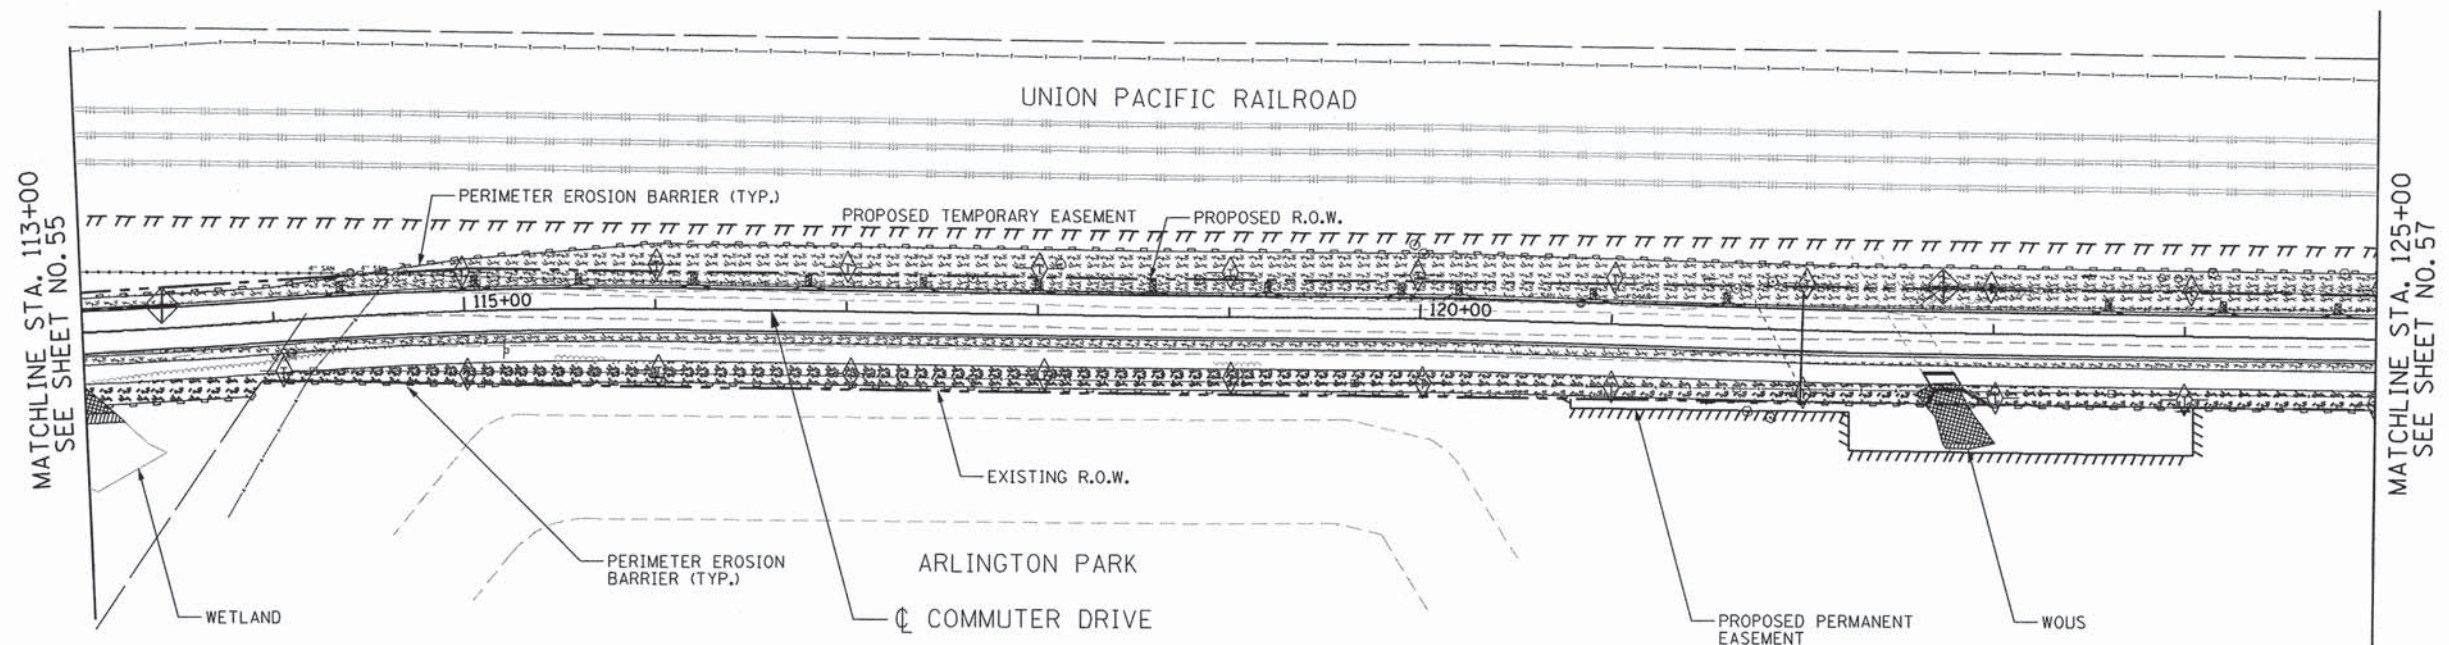 UNION PACIFIC RAILROAD
MATCHLINE STA. 113+00
SEE SHEET NO. 55
PERIMETER EROSION BARRIER (TYP.)
PROPOSED TEMPORARY EASEMENT
PROPOSED R.O.W.
MATCHLINE STA. 125+00
SEE SHEET NO. 57
4" SAN
115+00
120+00
EXISTING R.O.W.
PERIMETER EROSION
BARRIER (TYP.)
ARLINGTON PARK
WETLAND
℄ COMMUTER DRIVE
PROPOSED PERMANENT
EASEMENT
WOUS